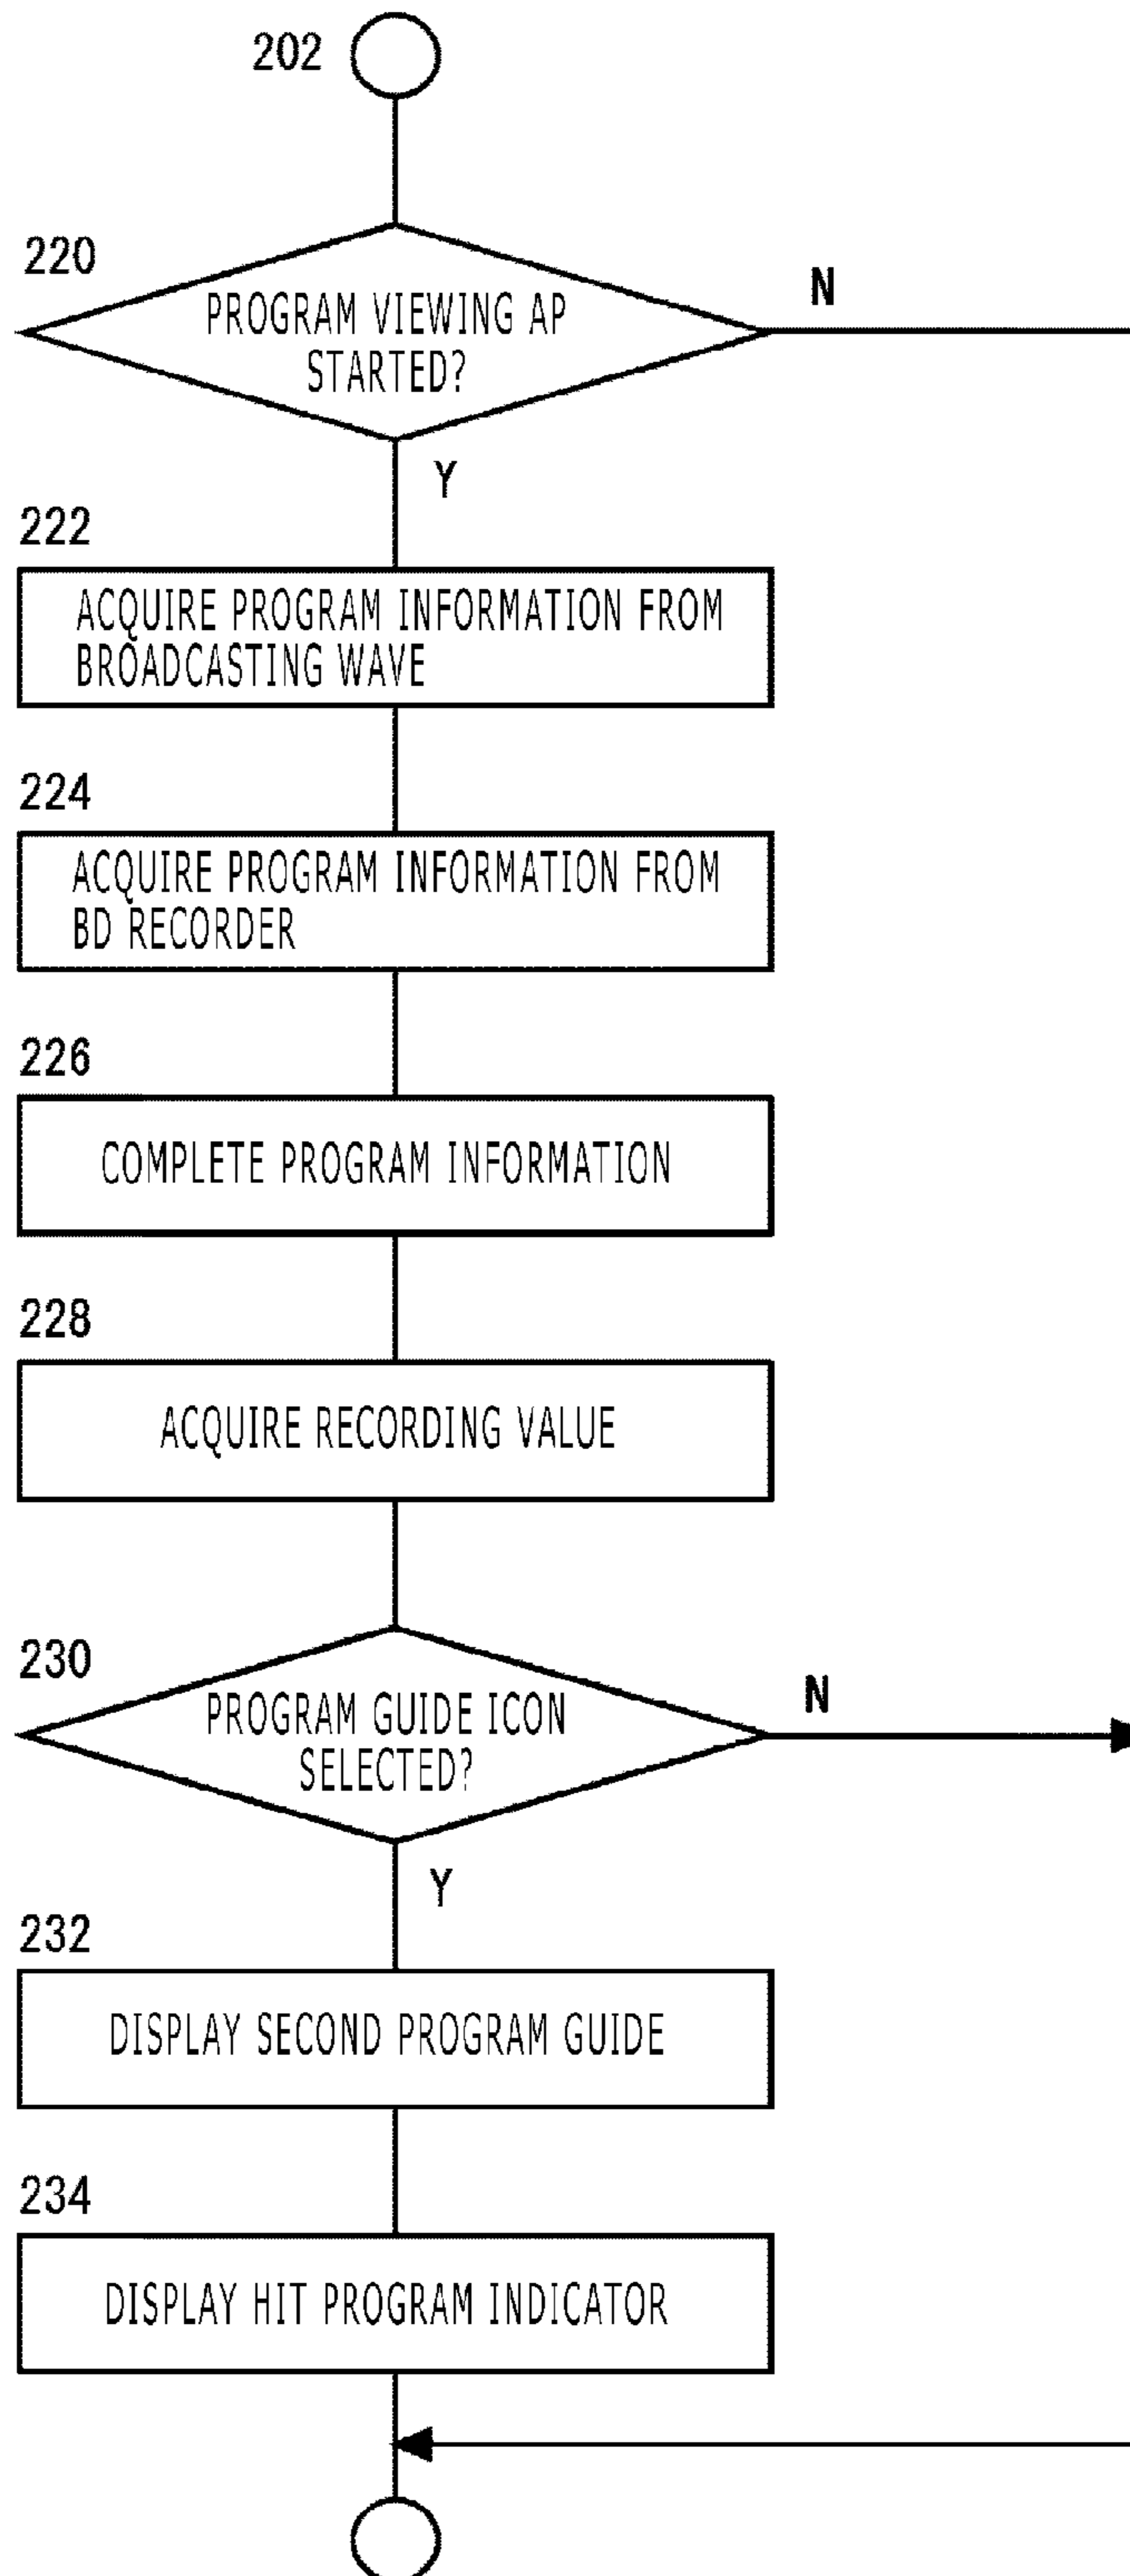 202
220
PROGRAM VIEWING AP
STARTED?
N
Y
222
ACQUIRE PROGRAM INFORMATION FROM
BROADCASTING WAVE
224
ACQUIRE PROGRAM INFORMATION FROM
BD RECORDER
226
COMPLETE PROGRAM INFORMATION
228
ACQUIRE RECORDING VALUE
230
PROGRAM GUIDE ICON
SELECTED?
N
Y
232
DISPLAY SECOND PROGRAM GUIDE
234
DISPLAY HIT PROGRAM INDICATOR